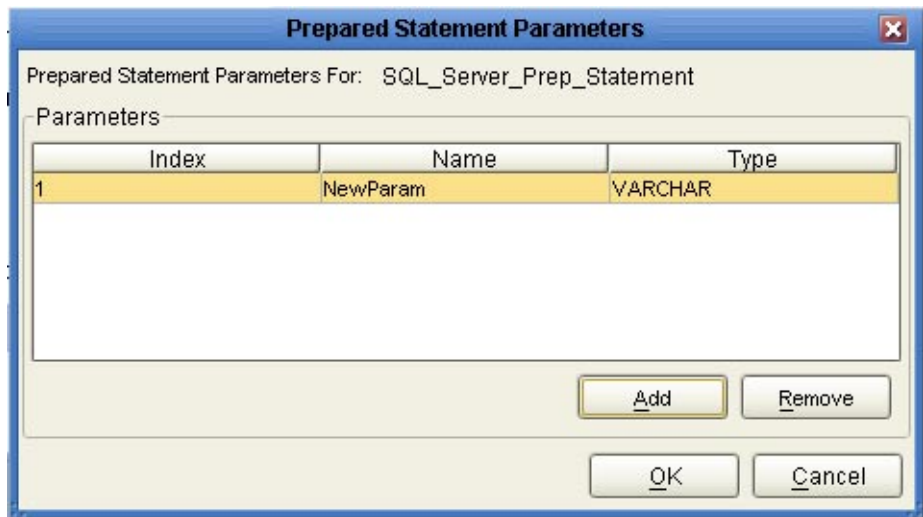 Prepared Statement Parameters
Prepared Statement Parameters For: SQL_Server_Prep_Statement
Parameters
Index Name Type
1 NewParam VARCHAR
Add Remove
OK Cancel